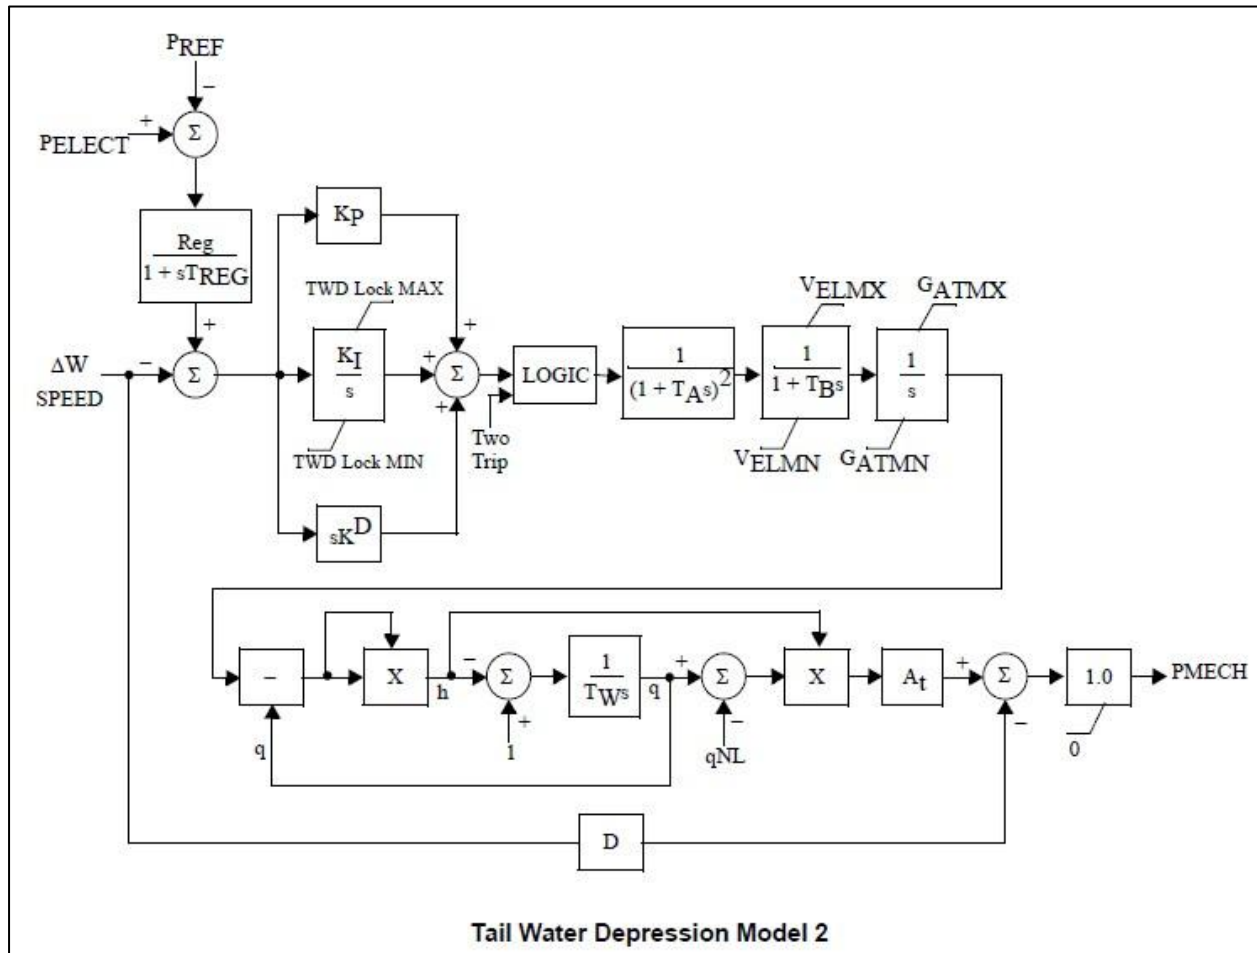 PREF
−
+
Σ
PELECT
Reg
1 + sTREG
KP
TWD Lock MAX
VELMX
GATMX
+
+
ΔW
SPEED
−
Σ
KI
s
+
Σ
+
LOGIC
1
(1 + TAs)2
1
1 + TBs
1
s
Two
Trip
TWD Lock MIN
VELMN
GATMN
sKD
−
X
h
−
Σ
+
1
1
TWs
q
+
Σ
−
qNL
X
At
+
Σ
−
1.0
0
PMECH
q
D
Tail Water Depression Model 2